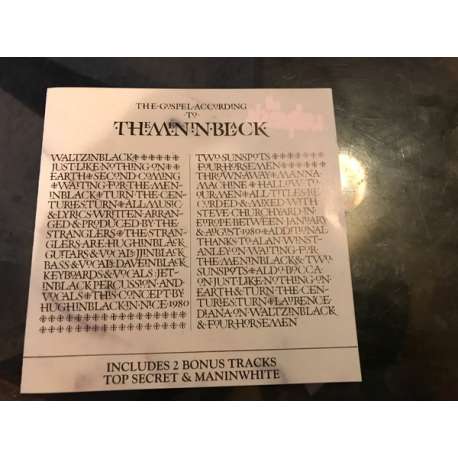 THE GOSPEL ACCORDING
TO
THEMENINBLACK
WALTZINBLACK
JUST LIKE NOTHING ON
EARTH SECOND COMING
WAITING FOR THE MEN-
INBLACK TURN THE CEN-
TURIES TURN ALL MUSIC
& LYRICS WRITTEN ARRAN-
GED & PRODUCED BY THE
STRANGLERS THE STRAN-
GLERS ARE HUGHINBLACK
GUITARS & VOCALS JJINBLACK
BASS & VOCALS DAVEINBLACK
KEYBOARDS & VOCALS JET-
INBLACK PERCUSSION AND
VOCALS THIS CONCEPT BY
HUGHINBLACK IN NICE 1980
TWO SUNSPOTS
FOUR HORSEMEN
THROWN AWAY MANNA
MACHINE HALLOW TO
OUR MEN ALL TITLES RE
CORDED & MIXED WITH
STEVE CHURCHYARD IN
EUROPE BETWEEN JANUARY
& AUGUST 1980 ADDITIONAL
THANKS TO ALAN WINST-
ANLEY ON WAITING FOR
THEMENINBLACK & TWO
SUNSPOTS ALDO BOCCA
ON JUST LIKE NOTHING ON
EARTH & TURN THE CEN-
TURIES TURN LAURENCE
DIANA ON WALTZINBLACK
& FOUR HORSEMEN
INCLUDES 2 BONUS TRACKS
TOP SECRET & MANINWHITE